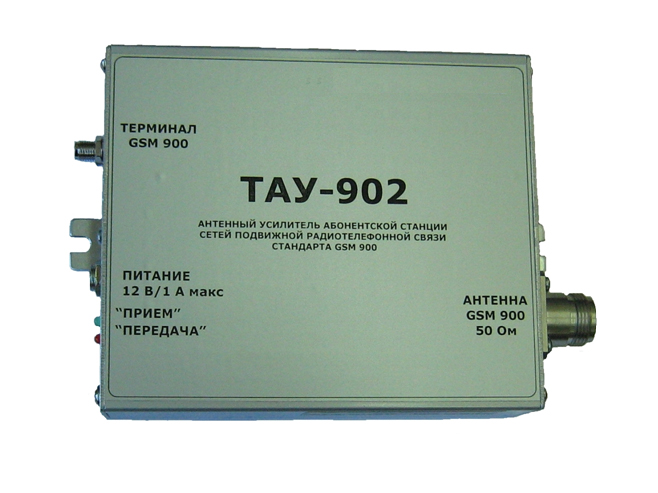 ТЕРМИНАЛ
GSM 900
ТАУ-902
АНТЕННЫЙ УСИЛИТЕЛЬ АБОНЕНТСКОЙ СТАНЦИИ
СЕТЕЙ ПОДВИЖНОЙ РАДИОТЕЛЕФОННОЙ СВЯЗИ
СТАНДАРТА GSM 900
ПИТАНИЕ
12 В/1 А макс
“ПРИЕМ”
“ПЕРЕДАЧА”
АНТЕННА
GSM 900
50 Ом